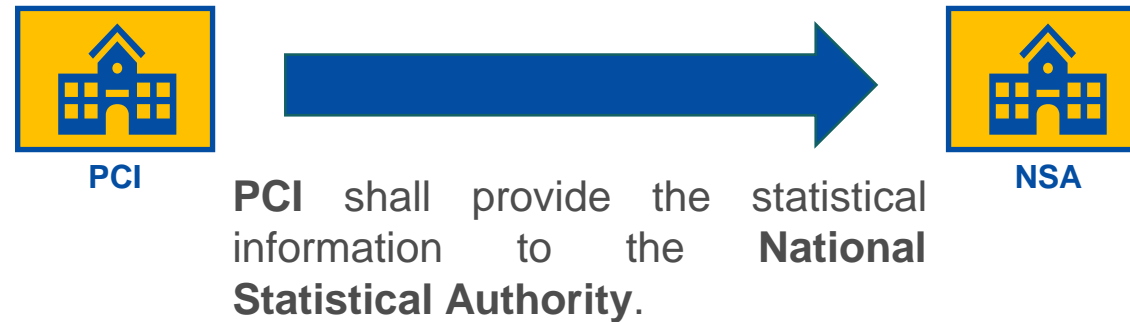 PCI
NSA
PCI shall provide the statistical
information to the National
Statistical Authority.